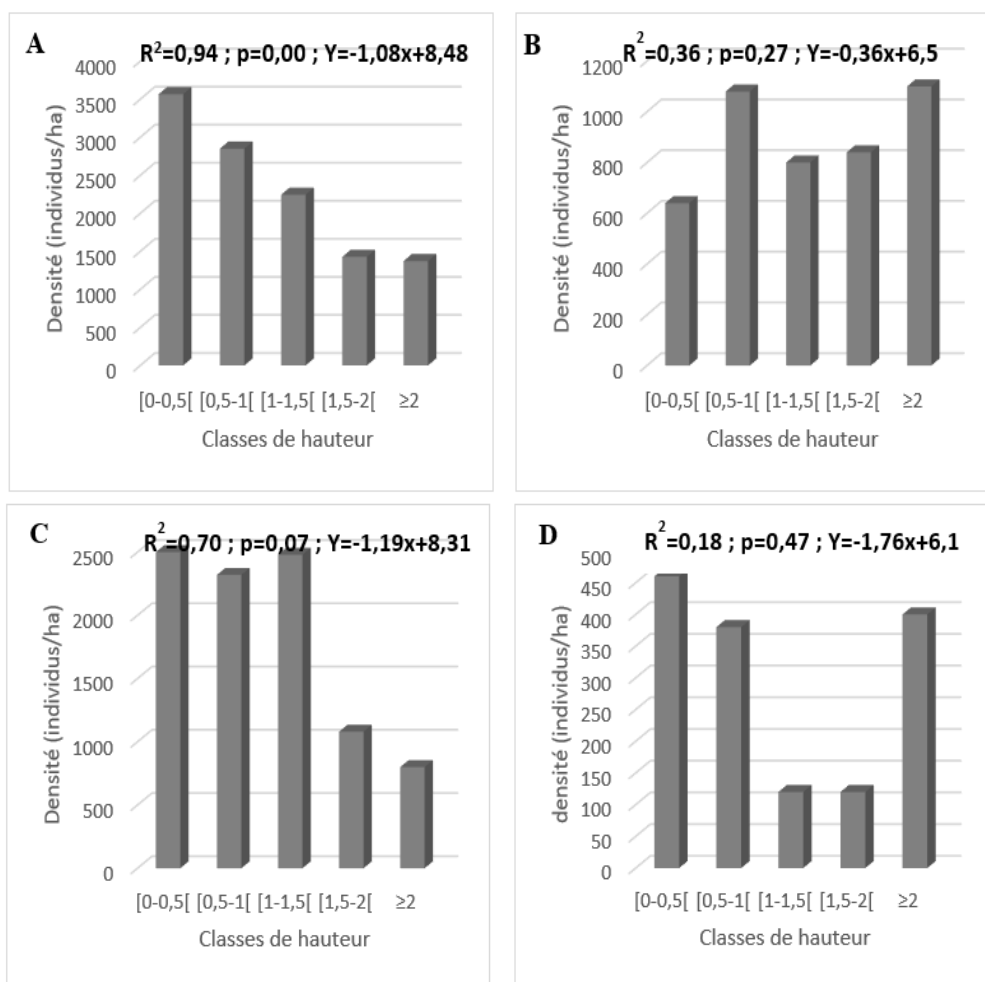 A
R²=0,94 ; p=0,00 ; Y=-1,08x+8,48
4000
3500
3000
2500
2000
1500
1000
500
0
Densité (individus/ha)
[0-0,5[ [0,5-1[ [1-1,5[ [1,5-2[ ≥2
Classes de hauteur
B
R²=0,36 ; p=0,27 ; Y=-0,36x+6,5
1200
1000
800
600
400
200
0
Densité (individus/ha)
[0-0,5[ [0,5-1[ [1-1,5[ [1,5-2[ ≥2
Classes de hauteur
C
R²=0,70 ; p=0,07 ; Y=-1,19x+8,31
2500
2000
1500
1000
500
0
Densité (individus/ha)
[0-0,5[ [0,5-1[ [1-1,5[ [1,5-2[ ≥2
Classes de hauteur
D
R²=0,18 ; p=0,47 ; Y=-1,76x+6,1
500
450
400
350
300
250
200
150
100
50
0
densité (individus/ha)
[0-0,5[ [0,5-1[ [1-1,5[ [1,5-2[ ≥2
Classes de hauteur